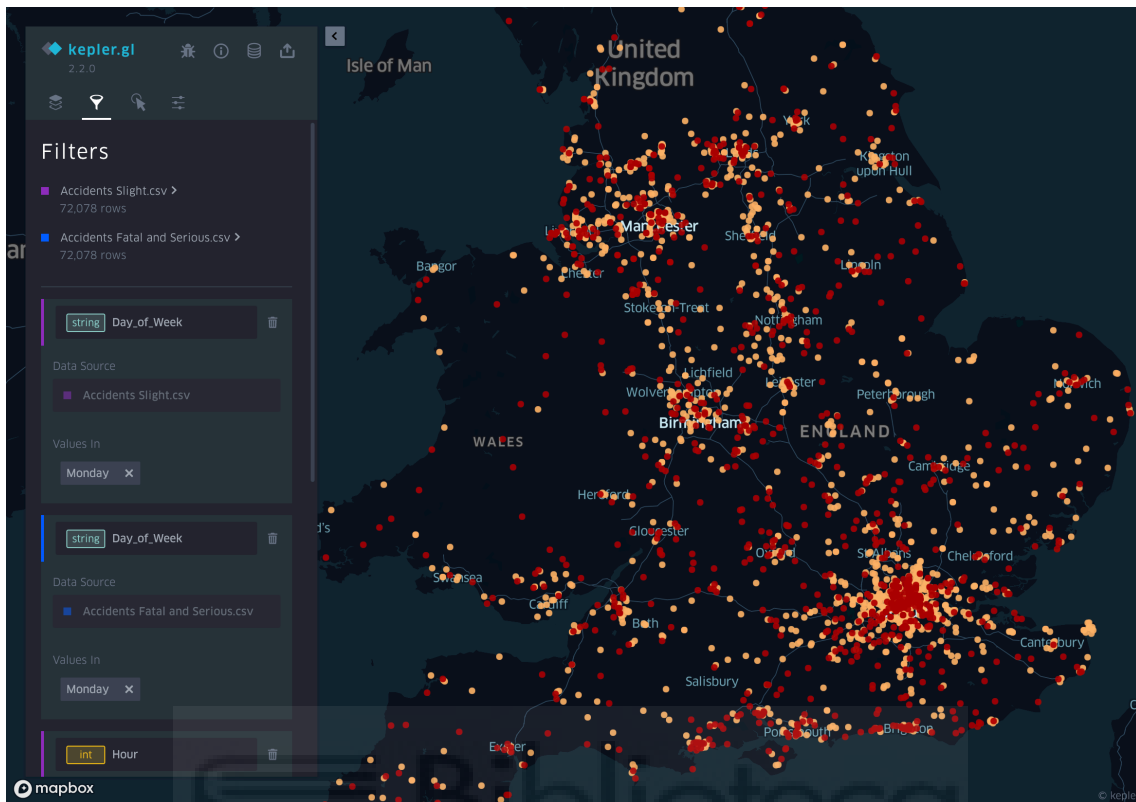 kepler.gl
2.2.0
Filters
Accidents Slight.csv
72,078 rows
Accidents Fatal and Serious.csv
72,078 rows
string Day_of_Week
Data Source
Accidents Slight.csv
Values In
Monday
string Day_of_Week
Data Source
Accidents Fatal and Serious.csv
Values In
Monday
int Hour
mapbox
Isle of Man
United
Kingdom
York
Kingston
upon Hull
Manchester
Sheffield
Chester
Lincoln
Bangor
Stoke-on-Trent
Nottingham
Lichfield
Wolverhampton
Leicester
Peterborough
Norwich
Birmingham
ENGLAND
WALES
Cambridge
Hereford
Gloucester
Oxford
St Albans
Chelmsford
Swansea
Cardiff
Bath
Canterbury
Salisbury
Portsmouth
Brighton
Exeter
Biblioteca
© keple